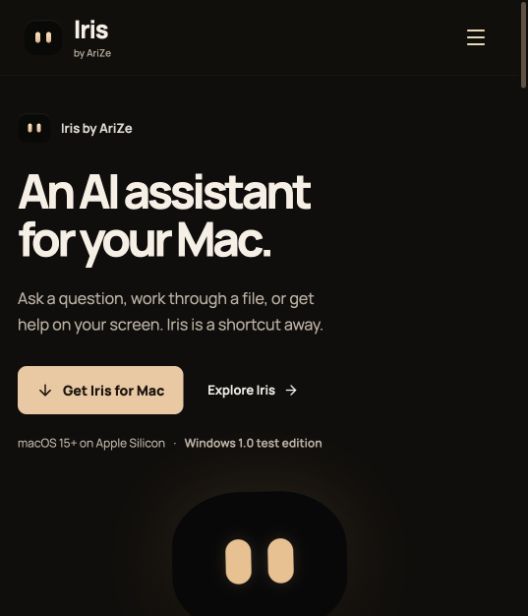 Iris
by AriZe
Iris by AriZe
An AI assistant
for your Mac.
Ask a question, work through a file, or get
help on your screen. Iris is a shortcut away.
Get Iris for Mac
Explore Iris
macOS 15+ on Apple Silicon · Windows 1.0 test edition